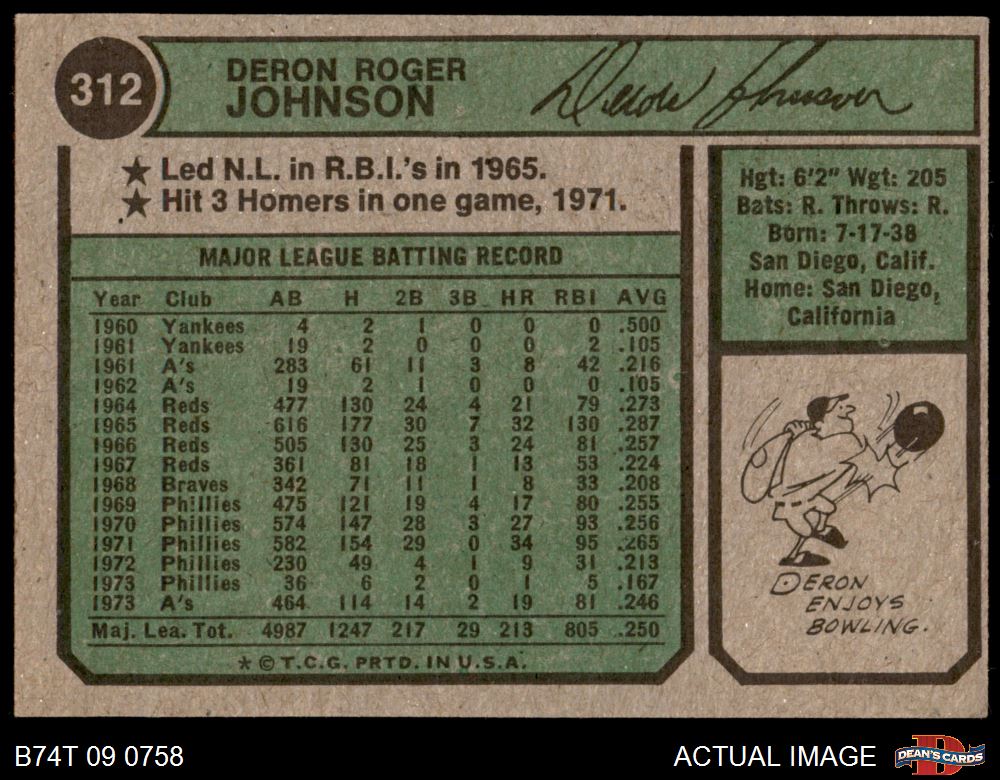 312
DERON ROGER
JOHNSON
Deron Johnson
★ Led N.L. in R.B.I.'s in 1965.
★ Hit 3 Homers in one game, 1971.
MAJOR LEAGUE BATTING RECORD
Year Club AB H 2B 3B HR RBI AVG
1960 Yankees 4 2 1 0 0 0 .500
1961 Yankees 19 2 0 0 0 2 .105
1961 A's 283 61 11 3 8 42 .216
1962 A's 19 2 1 0 0 0 .105
1964 Reds 477 130 24 4 21 79 .273
1965 Reds 616 177 30 7 32 130 .287
1966 Reds 505 130 25 3 24 81 .257
1967 Reds 361 81 18 1 13 53 .224
1968 Braves 342 71 11 1 8 33 .208
1969 Phillies 475 121 19 4 17 80 .255
1970 Phillies 574 147 28 3 27 93 .256
1971 Phillies 582 154 29 0 34 95 .265
1972 Phillies 230 49 4 1 9 31 .213
1973 Phillies 36 6 2 0 1 5 .167
1973 A's 464 114 14 2 19 81 .246
Maj. Lea. Tot. 4987 1247 217 29 213 805 .250
* © T.C.G. PRTD. IN U.S.A.
Hgt: 6'2" Wgt: 205
Bats: R. Throws: R.
Born: 7-17-38
San Diego, Calif.
Home: San Diego,
California
DERON
ENJOYS
BOWLING.
B74T 09 0758
ACTUAL IMAGE
DEAN'S CARDS